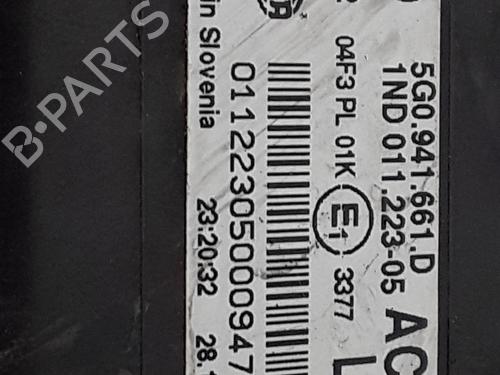 5G0.941.661.D
1ND 011.223-05
AC
04F3 PL 01K
E1
3377
L
01122305000947
in Slovenia
23:20:32 28.
B-PARTS